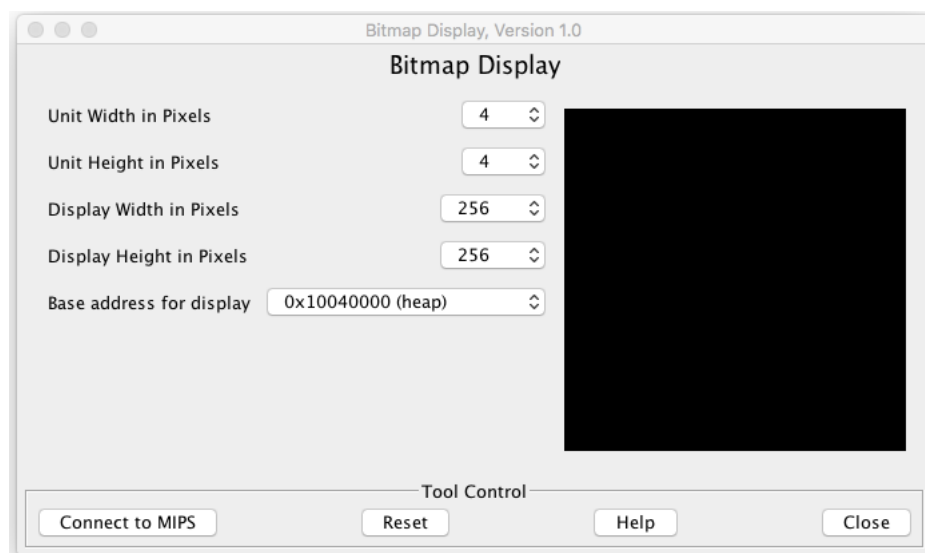 Bitmap Display, Version 1.0
Bitmap Display
Unit Width in Pixels 4
Unit Height in Pixels 4
Display Width in Pixels 256
Display Height in Pixels 256
Base address for display 0x10040000 (heap)
Tool Control
Connect to MIPS Reset Help Close